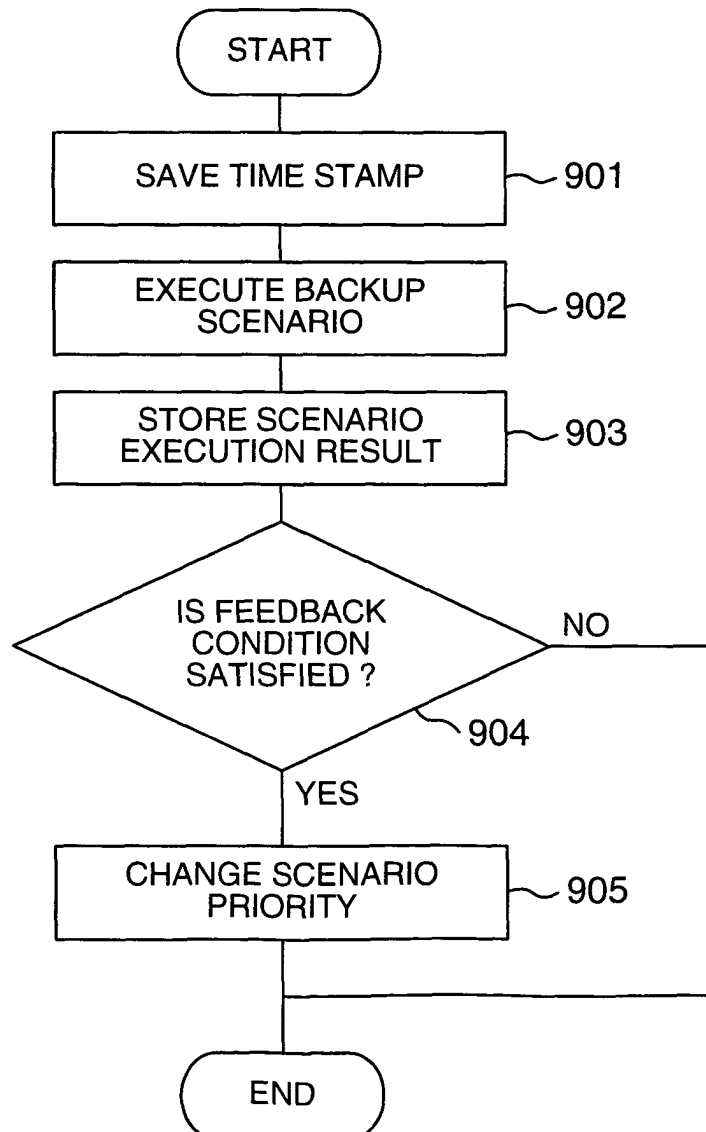 START
SAVE TIME STAMP
901
EXECUTE BACKUP
SCENARIO
902
STORE SCENARIO
EXECUTION RESULT
903
IS FEEDBACK
CONDITION
SATISFIED ?
NO
904
YES
CHANGE SCENARIO
PRIORITY
905
END